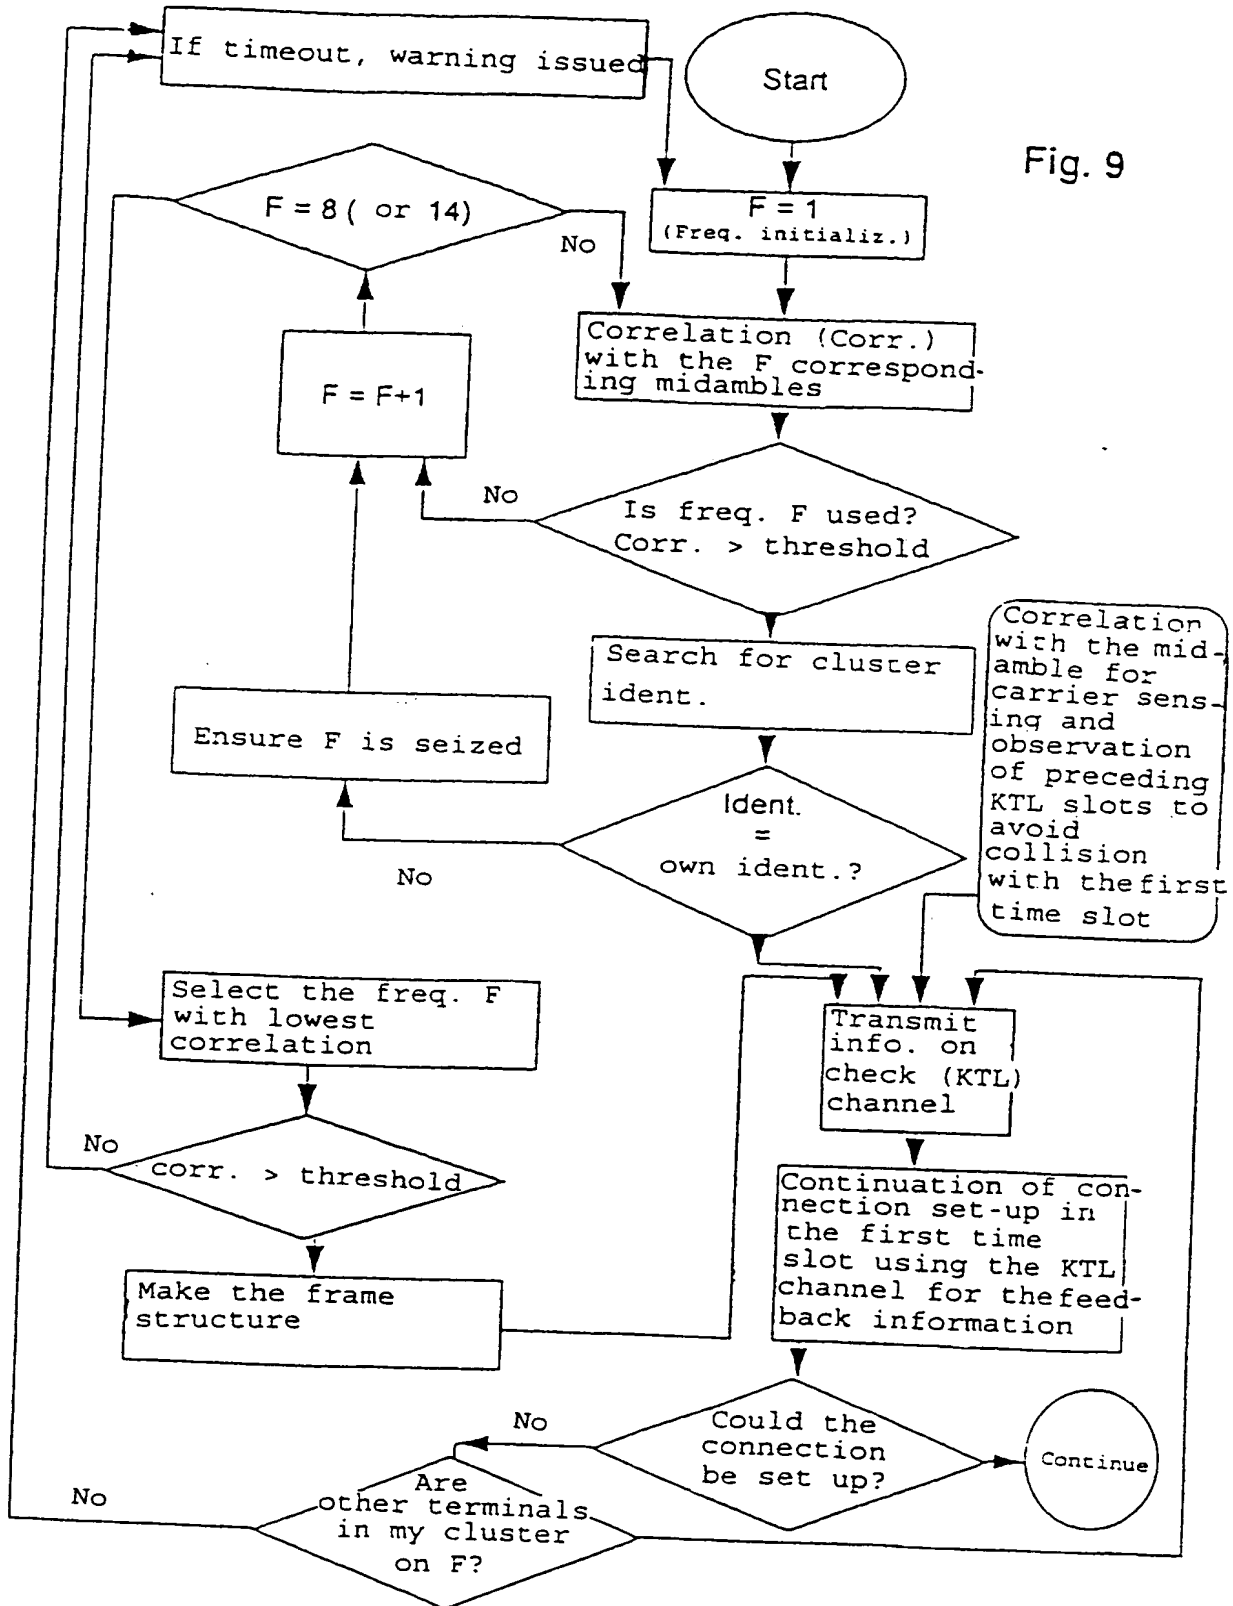 If timeout, warning issued
Start
Fig. 9
F = 8 ( or 14)
No
F = 1
(Freq. initializ.)
Correlation (Corr.)
with the F correspond-
ing midambles
F = F+1
No
Is freq. F used?
Corr. > threshold
Search for cluster
ident.
Correlation
with the mid-
amble for
carrier sens-
ing and
observation
of preceding
KTL slots to
avoid
collision
with the first
time slot
Ensure F is seized
Ident.
=
own ident.?
No
Select the freq. F
with lowest
correlation
Transmit
info. on
check (KTL)
channel
No
corr. > threshold
Continuation of con-
nection set-up in
the first time
slot using the KTL
channel for the feed-
back information
Make the frame
structure
No
Could the
connection
be set up?
Continue
No
Are
other terminals
in my cluster
on F?